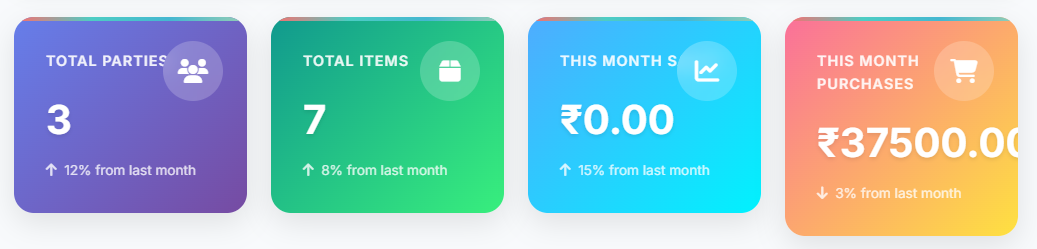 TOTAL PARTIES
3
12% from last month
TOTAL ITEMS
7
8% from last month
THIS MONTH S
₹0.00
15% from last month
THIS MONTH
PURCHASES
₹37500.00
3% from last month